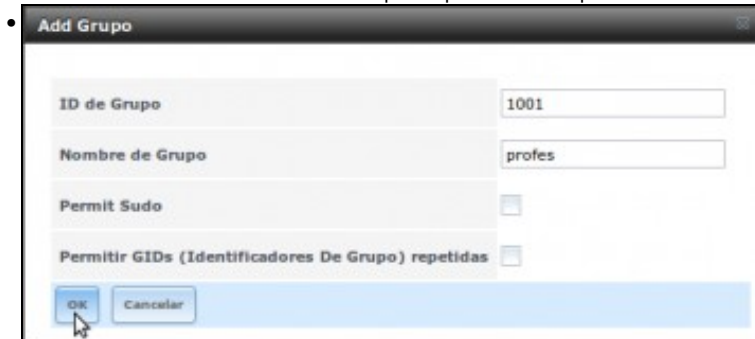 Add Grupo
ID de Grupo 1001
Nombre de Grupo profes
Permit Sudo
Permitir GIDs (Identificadores De Grupo) repetidas
OK Cancelar